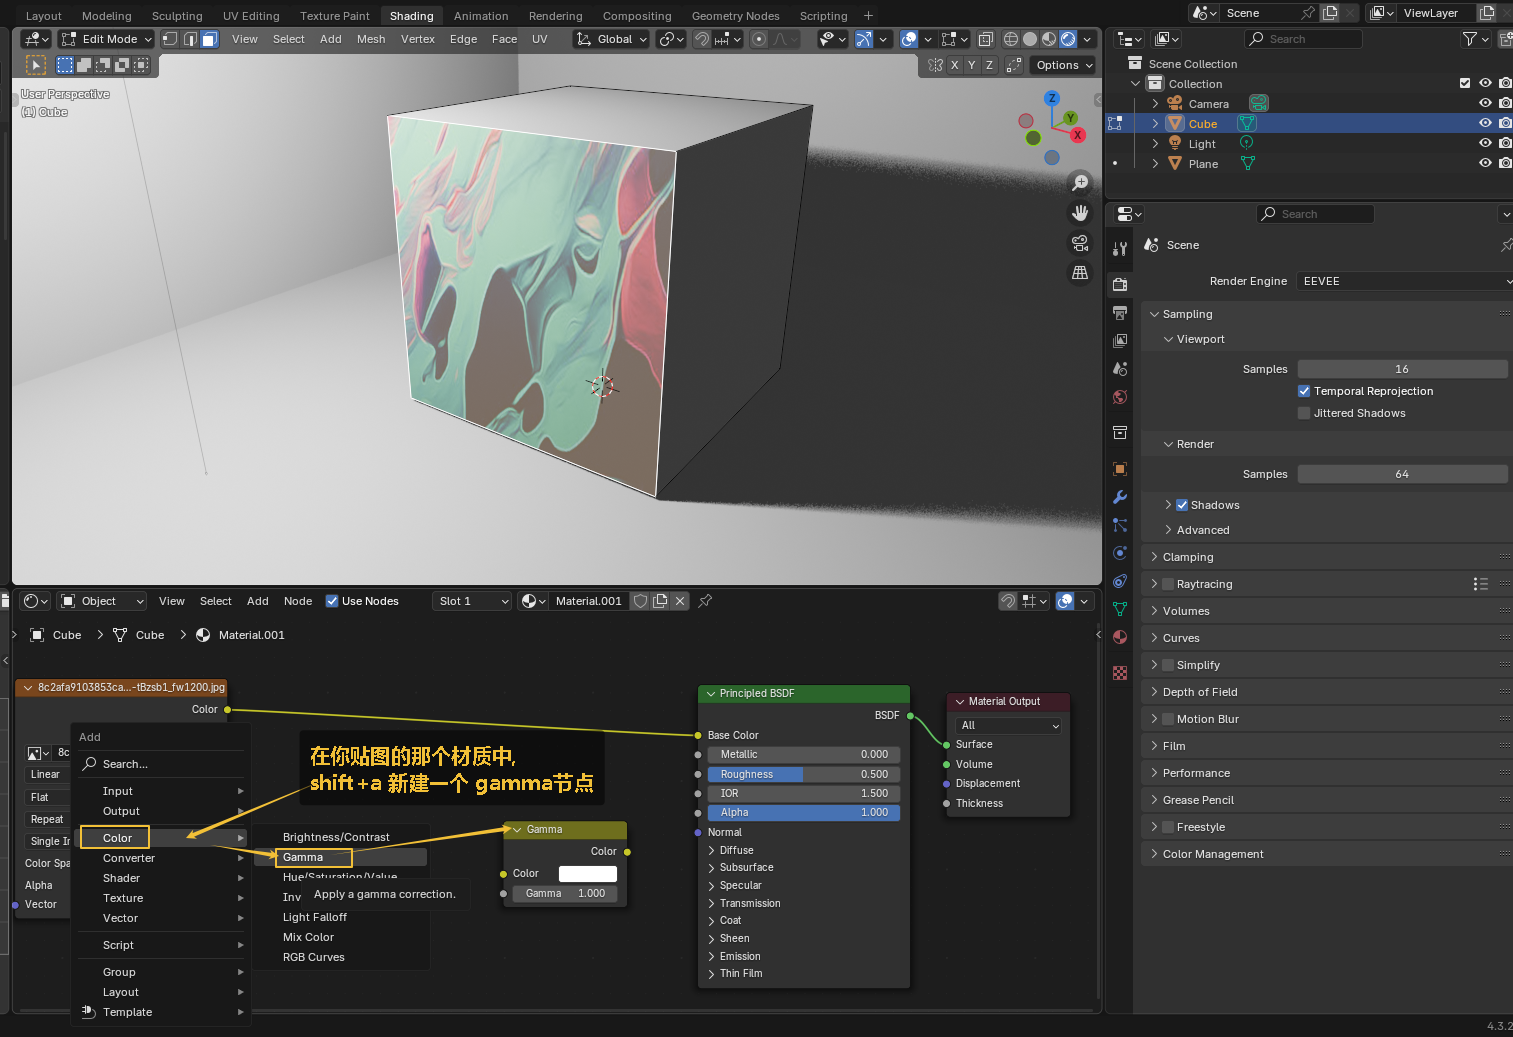 Layout Modeling Sculpting UV Editing Texture Paint Shading Animation Rendering Compositing Geometry Nodes Scripting + Scene ViewLayer
Edit Mode View Select Add Mesh Vertex Edge Face UV Global
X Y Z Options
User Perspective
(1) Cube
Z
Y
X
Search
Scene Collection
Collection
Camera
Cube
Light
Plane
Search
Scene
Render Engine EEVEE
Sampling
Viewport
Samples 16
Temporal Reprojection
Jittered Shadows
Render
Samples 64
Shadows
Advanced
Clamping
Raytracing
Volumes
Curves
Simplify
Depth of Field
Motion Blur
Film
Performance
Grease Pencil
Freestyle
Color Management
Object View Select Add Node Use Nodes Slot 1 Material.001
Cube Cube Material.001
8c2afa9103853ca...-tBzsb1_fw1200.jpg
Color
8c
Linear
Flat
Repeat
Single Ir
Color Spa
Alpha
Vector
Add
Search...
Input
Output
Color
Converter
Shader
Texture
Vector
Script
Group
Layout
Template
Brightness/Contrast
Gamma
Hue/Saturation/Value
Inv
Light Falloff
Mix Color
RGB Curves
Apply a gamma correction.
在你贴图的那个材质中,
shift+a 新建一个 gamma节点
Gamma
Color
Color
Gamma 1.000
Principled BSDF
BSDF
Base Color
Metallic 0.000
Roughness 0.500
IOR 1.500
Alpha 1.000
Normal
Diffuse
Subsurface
Specular
Transmission
Coat
Sheen
Emission
Thin Film
Material Output
All
Surface
Volume
Displacement
Thickness
4.3.2